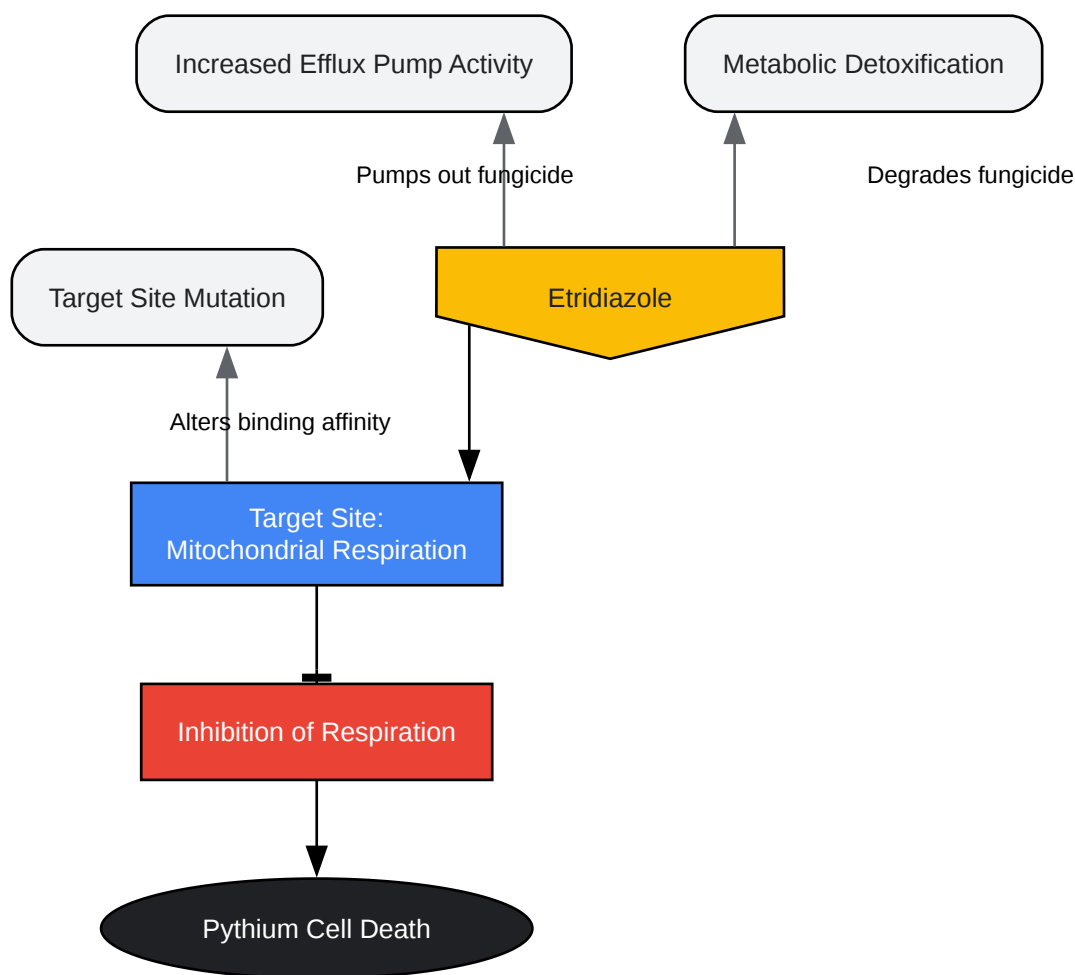 Increased Efflux Pump Activity
Metabolic Detoxification
Pumps out fungicide
Degrades fungicide
Target Site Mutation
Etridiazole
Alters binding affinity
Target Site:
Mitochondrial Respiration
Inhibition of Respiration
Pythium Cell Death